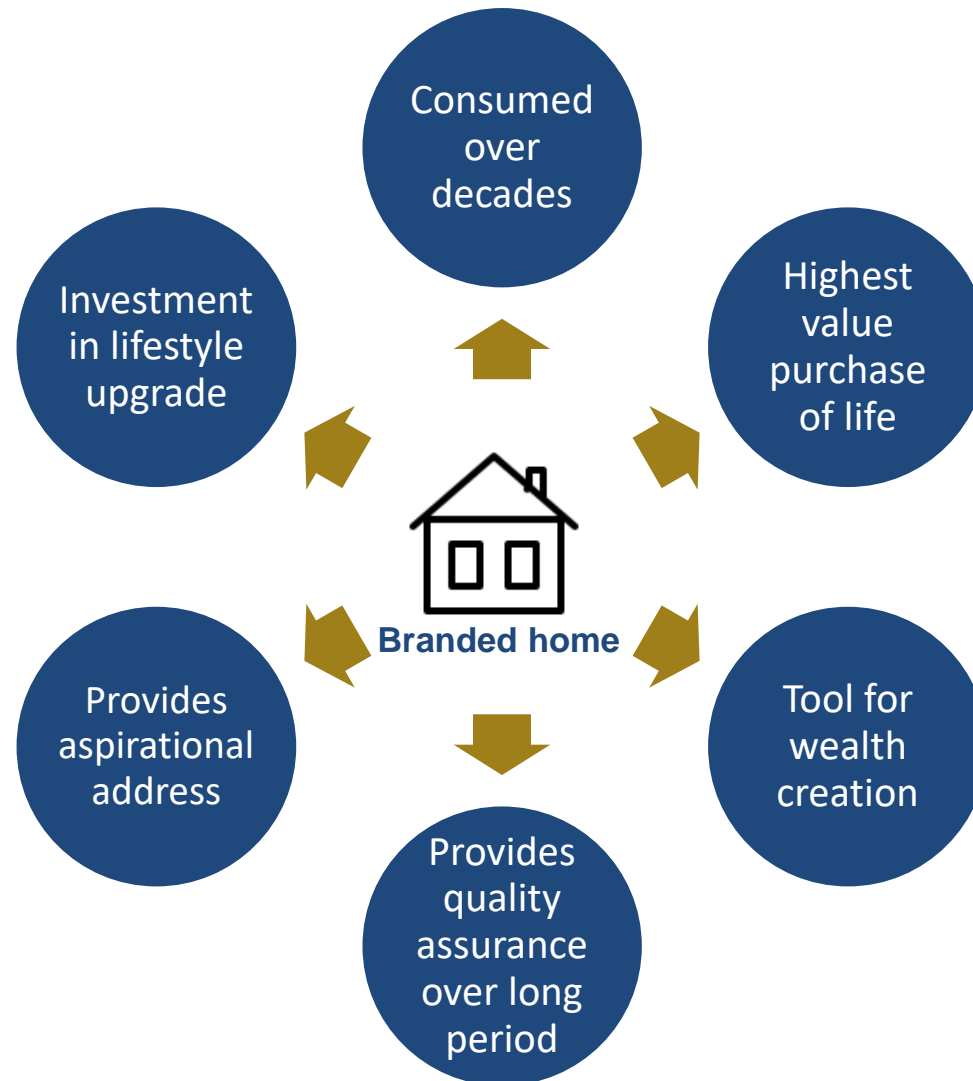 Consumed
over
decades
Highest
value
purchase
of life
Tool for
wealth
creation
Provides
quality
assurance
over long
period
Provides
aspirational
address
Investment
in lifestyle
upgrade
Branded home